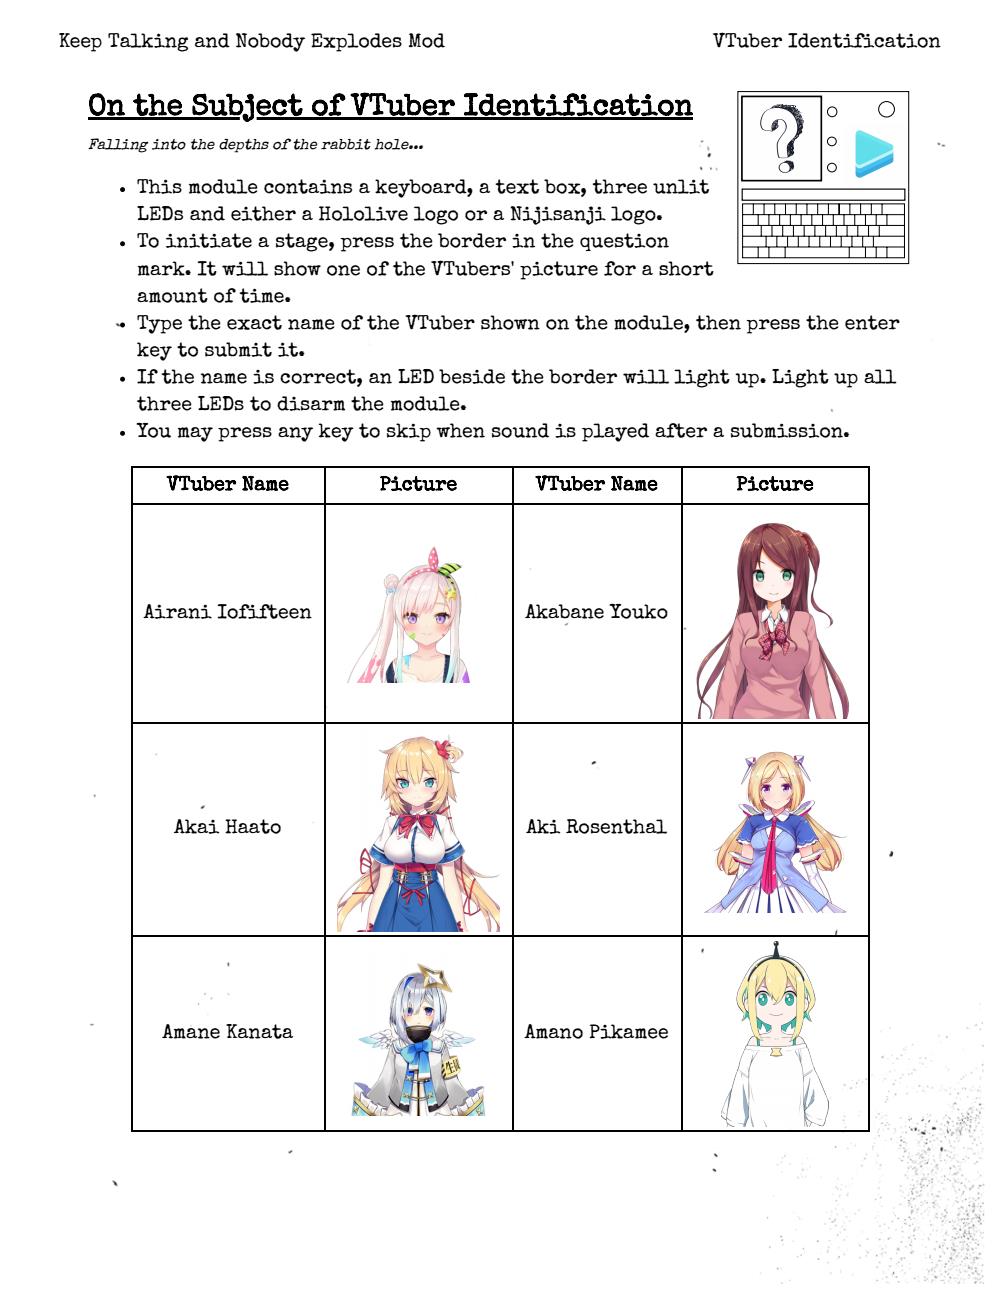 Keep Talking and Nobody Explodes Mod
VTuber Identification
On the Subject of VTuber Identification
Falling into the depths of the rabbit hole...
• This module contains a keyboard, a text box, three unlit
LEDs and either a Hololive logo or a Nijisanji logo.
• To initiate a stage, press the border in the question
mark. It will show one of the VTubers' picture for a short
amount of time.
• Type the exact name of the VTuber shown on the module, then press the enter
key to submit it.
• If the name is correct, an LED beside the border will light up. Light up all
three LEDs to disarm the module.
• You may press any key to skip when sound is played after a submission.
VTuber Name Picture VTuber Name Picture
Airani Iofifteen Akabane Youko
Akai Haato Aki Rosenthal
Amane Kanata Amano Pikamee